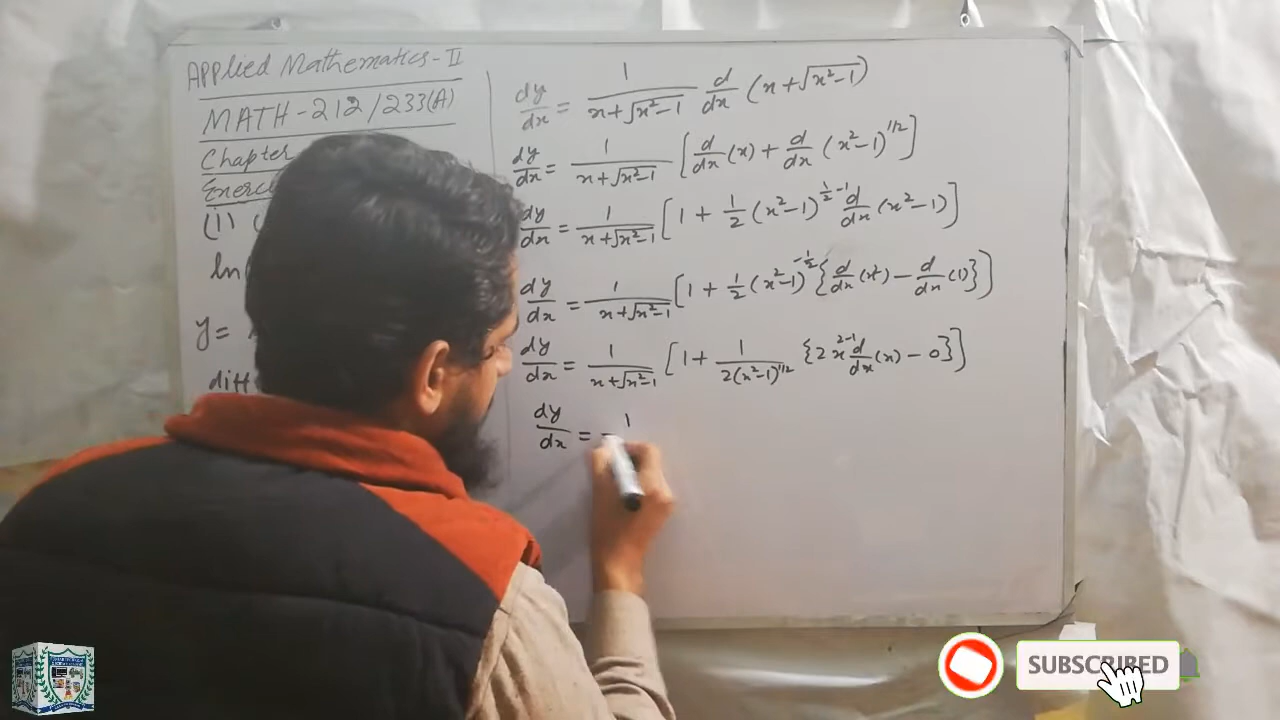 Applied Mathematics-II
MATH-212/233(A)
Chapter
(1) (
ln
y=
dy/dx = 1/(x+√x²-1) d/dx (x+√x²-1)
dy/dx = 1/(x+√x²-1) [d/dx(x) + d/dx (x²-1)^1/2]
dy/dx = 1/(x+√x²-1) [1 + 1/2 (x²-1)^(1/2-1) d/dx (x²-1)]
dy/dx = 1/(x+√x²-1) [1 + 1/2 (x²-1)^-1/2 {d/dx (x²) - d/dx (1)}]
dy/dx = 1/(x+√x²-1) [1 + 1/(2(x²-1)^1/2) {2x^(2-1) d/dx (x) - 0}]
dy/dx = 1
SUBSCRIBED